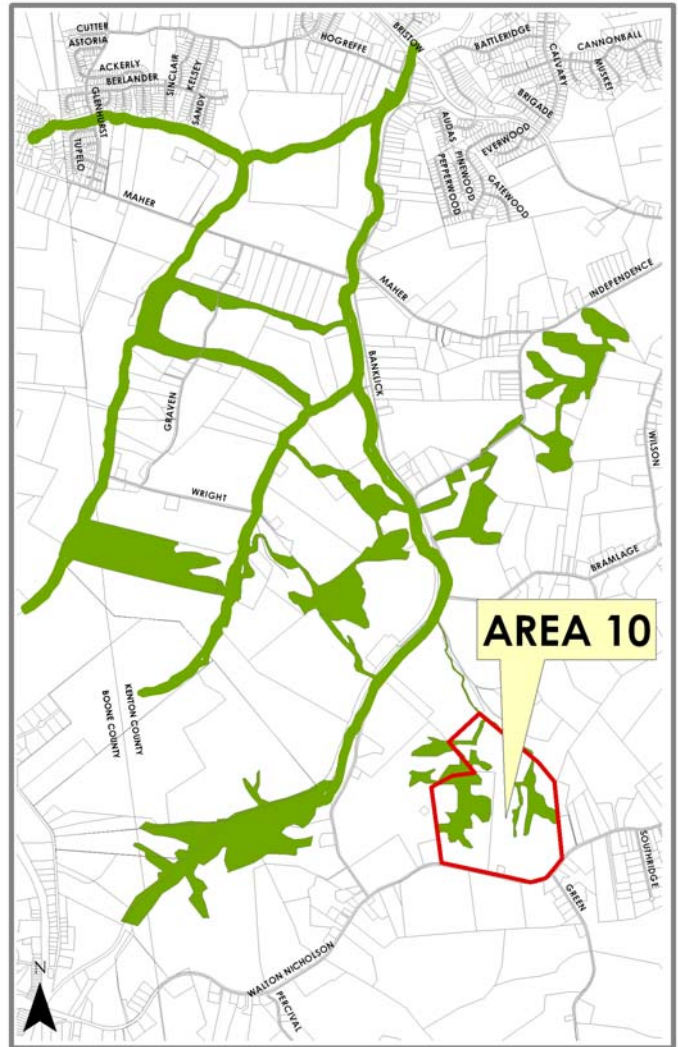 CUTTER
ASTORIA
ACKERLY
BERLANDER
GLENHURST
TUPELO
SINCLAIR
KELSEY
SANDY
HOGREFFE
BRISTOW
BATTLERIDGE
CALVARY
CANNONBALL
MUSKET
BRIGADE
EVERWOOD
AUDAS
PINEWOOD
PEPPERWOOD
GATEWOOD
MAHER
MAHER
INDEPENDENCE
BANKLICK
GRAVEN
WRIGHT
WILSON
BRAMLAGE
AREA 10
KENTON COUNTY
BOONE COUNTY
SOUTHRIDGE
GREEN
WALTON NICHOLSON
PERCIVAL
N